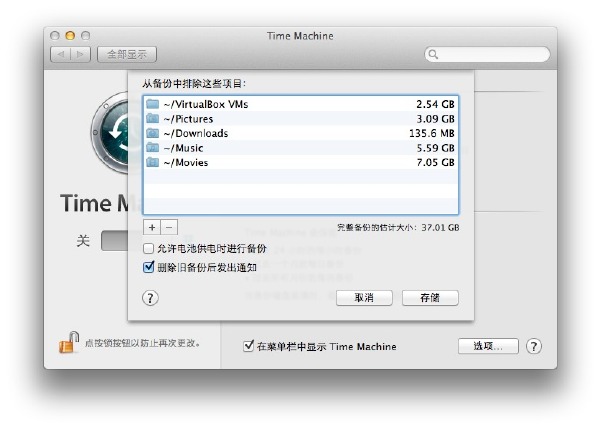 Time Machine
全部显示
从备份中排除这些项目:
~/VirtualBox VMs 2.54 GB
~/Pictures 3.09 GB
~/Downloads 135.6 MB
~/Music 5.59 GB
~/Movies 7.05 GB
Time M
+ −
完整备份的估计大小: 37.01 GB
关
允许电池供电时进行备份
删除旧备份后发出通知
? 取消 存储
点按锁按钮以防止再次更改。
在菜单栏中显示 Time Machine
选项... ?